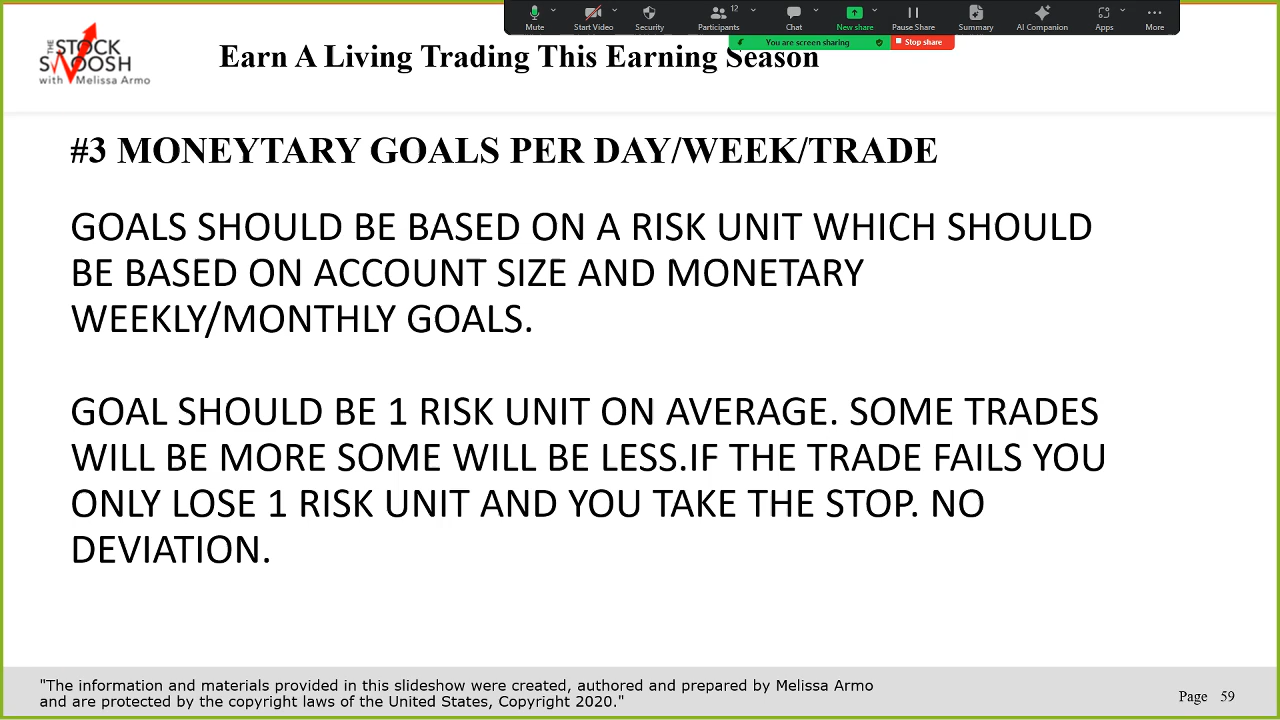 Mute
Start Video
Security
12
Participants
Chat
New share
Pause Share
Summary
AI Companion
Apps
More
You are screen sharing
Stop share
THE
STOCK
SWOOSH
with Melissa Armo
Earn A Living Trading This Earning Season
#3 MONEYTARY GOALS PER DAY/WEEK/TRADE
GOALS SHOULD BE BASED ON A RISK UNIT WHICH SHOULD
BE BASED ON ACCOUNT SIZE AND MONETARY
WEEKLY/MONTHLY GOALS.
GOAL SHOULD BE 1 RISK UNIT ON AVERAGE. SOME TRADES
WILL BE MORE SOME WILL BE LESS.IF THE TRADE FAILS YOU
ONLY LOSE 1 RISK UNIT AND YOU TAKE THE STOP. NO
DEVIATION.
"The information and materials provided in this slideshow were created, authored and prepared by Melissa Armo
and are protected by the copyright laws of the United States, Copyright 2020."
Page 59